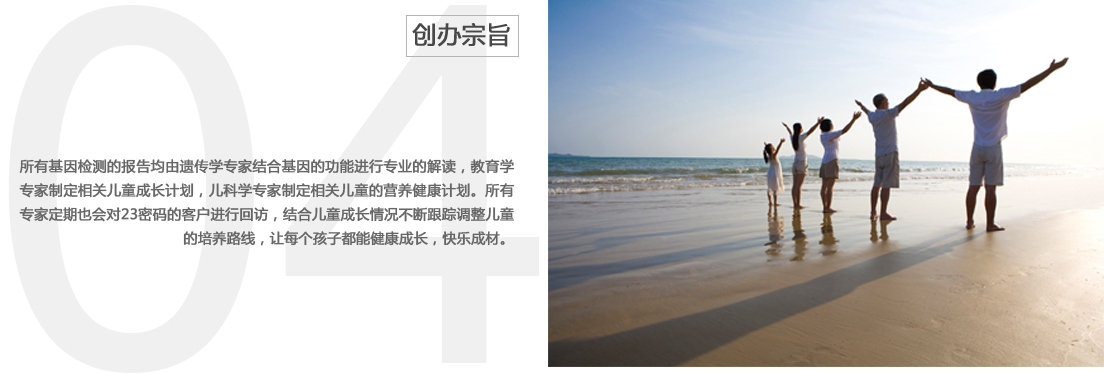 04
创办宗旨
所有基因检测的报告均由遗传学专家结合基因的功能进行专业的解读，教育学
专家制定相关儿童成长计划，儿科学专家制定相关儿童的营养健康计划。所有
专家定期也会对23密码的客户进行回访，结合儿童成长情况不断跟踪调整儿童
的培养路线，让每个孩子都能健康成长，快乐成材。